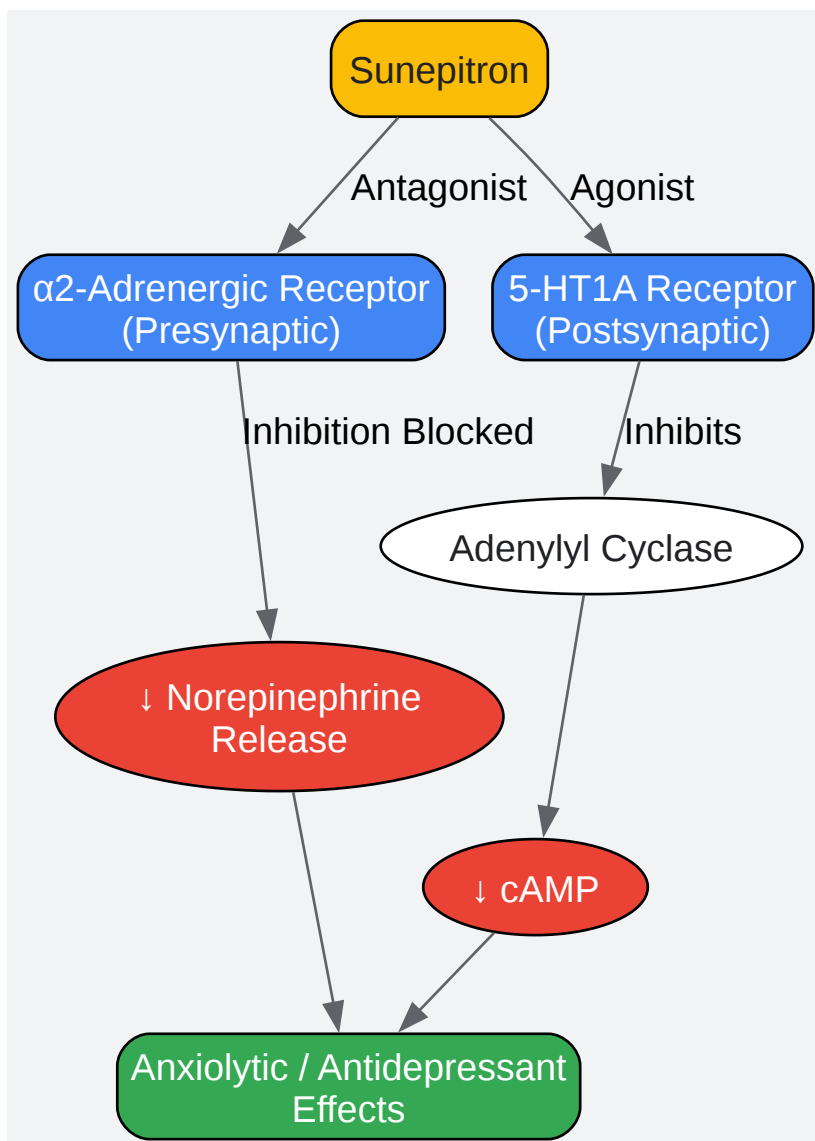 Sunepitron
Antagonist
Agonist
α2-Adrenergic Receptor
(Presynaptic)
5-HT1A Receptor
(Postsynaptic)
Inhibition Blocked
Inhibits
Adenylyl Cyclase
↓ Norepinephrine
Release
↓ cAMP
Anxiolytic / Antidepressant
Effects